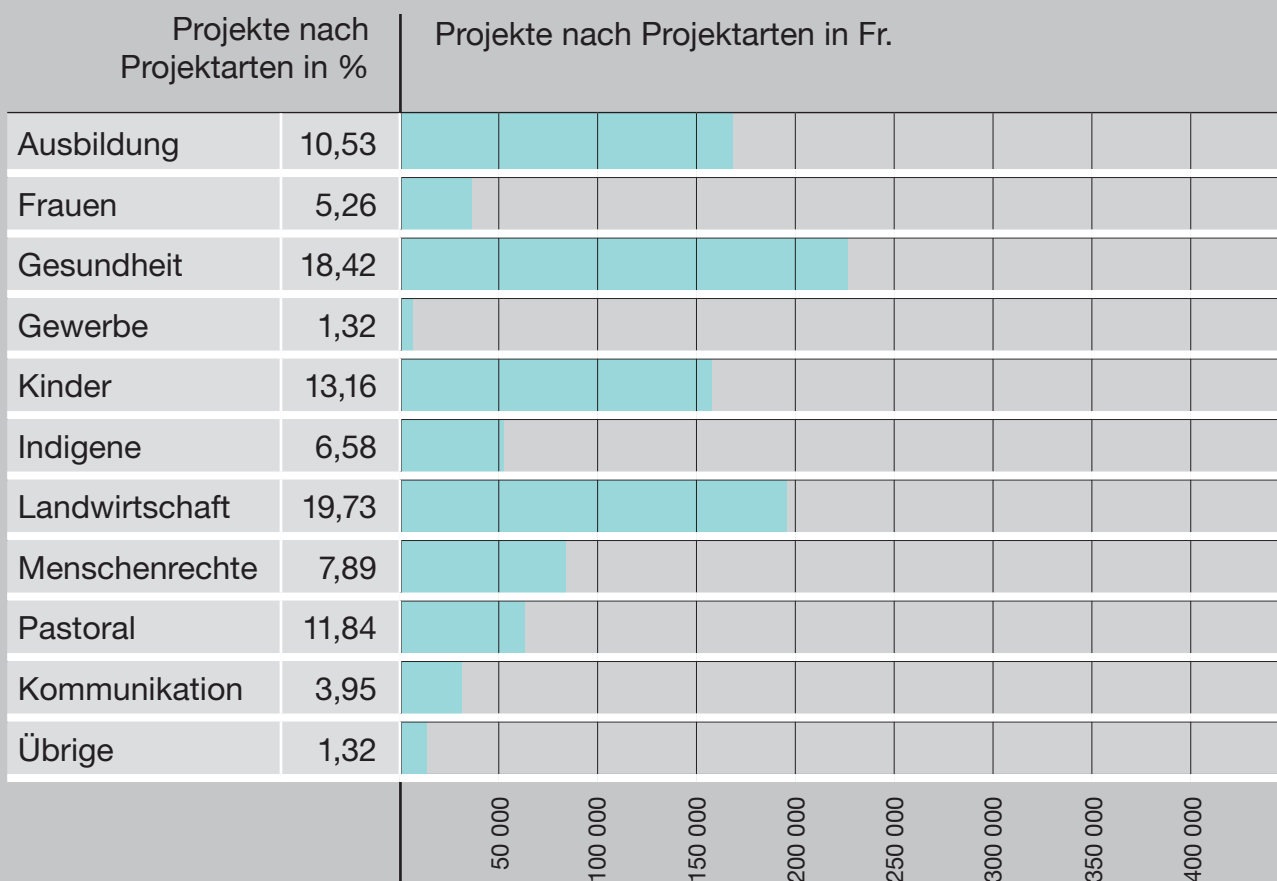 Projekte nach
Projektarten in %
Projekte nach Projektarten in Fr.
Ausbildung 10,53
Frauen 5,26
Gesundheit 18,42
Gewerbe 1,32
Kinder 13,16
Indigene 6,58
Landwirtschaft 19,73
Menschenrechte 7,89
Pastoral 11,84
Kommunikation 3,95
Übrige 1,32
50 000
100 000
150 000
200 000
250 000
300 000
350 000
400 000